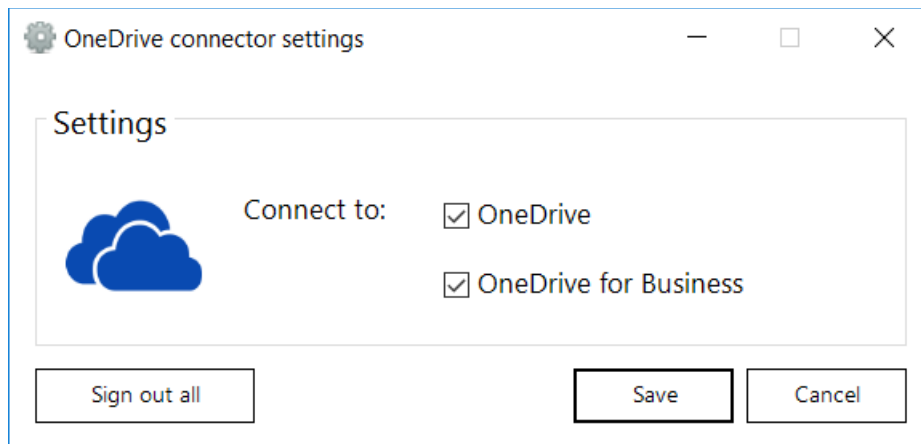 OneDrive connector settings
Settings
Connect to:
OneDrive
OneDrive for Business
Sign out all
Save
Cancel